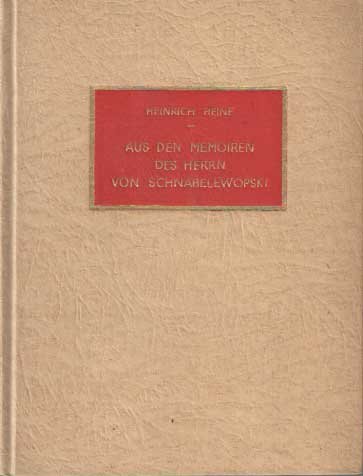 HEINRICH HEINE
AUS DEN MEMOIREN
DES HERRN
VON SCHNABELEWOPSKI